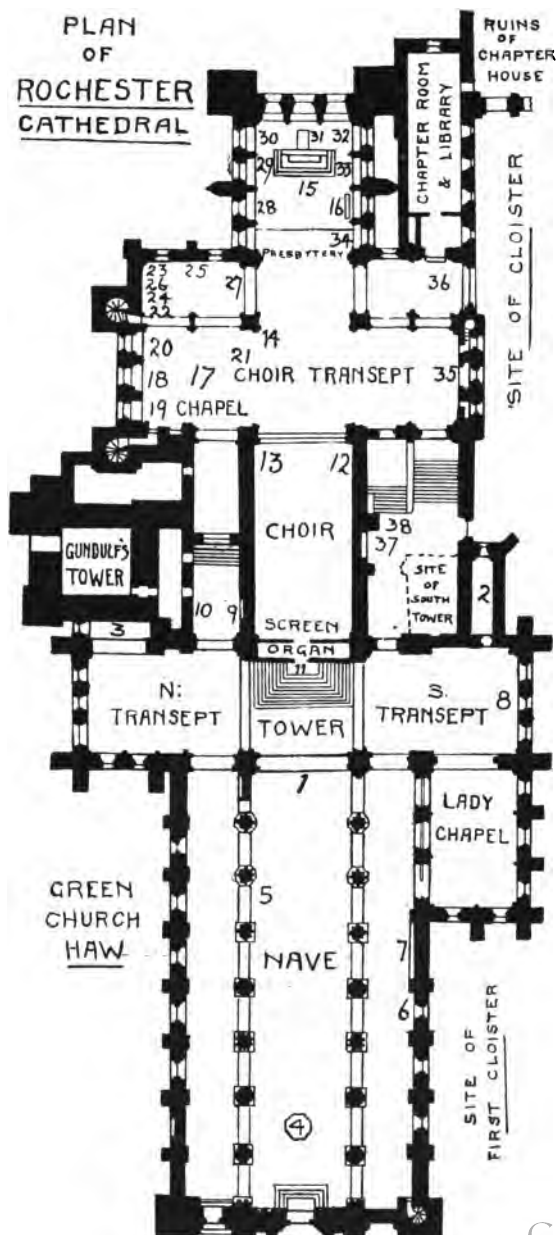 PLAN
OF
ROCHESTER
CATHEDRAL
RUINS
OF
CHAPTER
HOUSE
CHAPTER ROOM
& LIBRARY
SITE OF CLOISTER
30 31 32
29 33
15
28 16
34
PRESBYTERY
23 25
26
24 27
22
36
14
20 21
18 17 CHOIR TRANSEPT 35
19 CHAPEL
13 12
CHOIR
38
37
GUNDULF'S
TOWER
SITE
OF
SOUTH
TOWER
2
10 9
3
SCREEN
ORGAN
11
N:
TRANSEPT
TOWER
S.
TRANSEPT
8
1
LADY
CHAPEL
GREEN
CHURCH
HAW
5
NAVE
7
6
4
SITE OF
FIRST CLOISTER